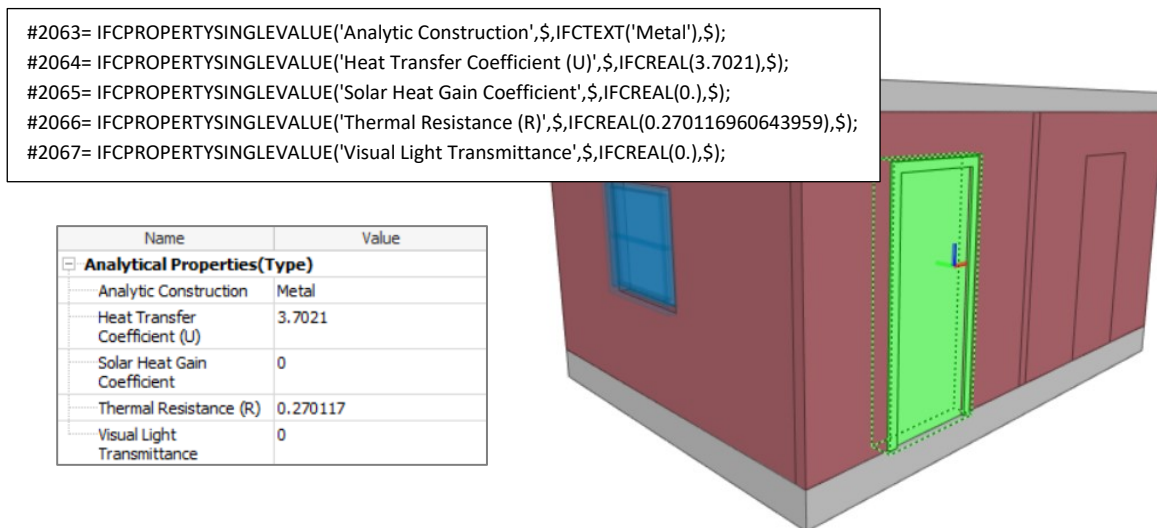 #2063= IFCPROPERTYSINGLEVALUE('Analytic Construction',$,IFCTEXT('Metal'),$);
#2064= IFCPROPERTYSINGLEVALUE('Heat Transfer Coefficient (U)',$,IFCREAL(3.7021),$);
#2065= IFCPROPERTYSINGLEVALUE('Solar Heat Gain Coefficient',$,IFCREAL(0.),$);
#2066= IFCPROPERTYSINGLEVALUE('Thermal Resistance (R)',$,IFCREAL(0.270116960643959),$);
#2067= IFCPROPERTYSINGLEVALUE('Visual Light Transmittance',$,IFCREAL(0.),$);
Name Value
Analytical Properties(Type)
Analytic Construction Metal
Heat Transfer 3.7021
Coefficient (U)
Solar Heat Gain 0
Coefficient
Thermal Resistance (R) 0.270117
Visual Light 0
Transmittance